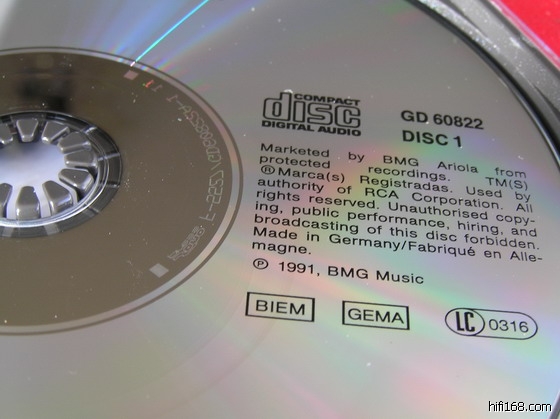 COMPACT
disc
DIGITAL AUDIO
GD 60822
DISC 1
Marketed by BMG Ariola from
protected recordings. TM(S)
®Marca(s) Registradas. Used by
authority of RCA Corporation. All
rights reserved. Unauthorised copy-
ing, public performance, hiring, and
broadcasting of this disc forbidden.
Made in Germany/Fabriqué en Alle-
magne.
℗ 1991, BMG Music
BIEM
GEMA
LC 0316
hifi168.com